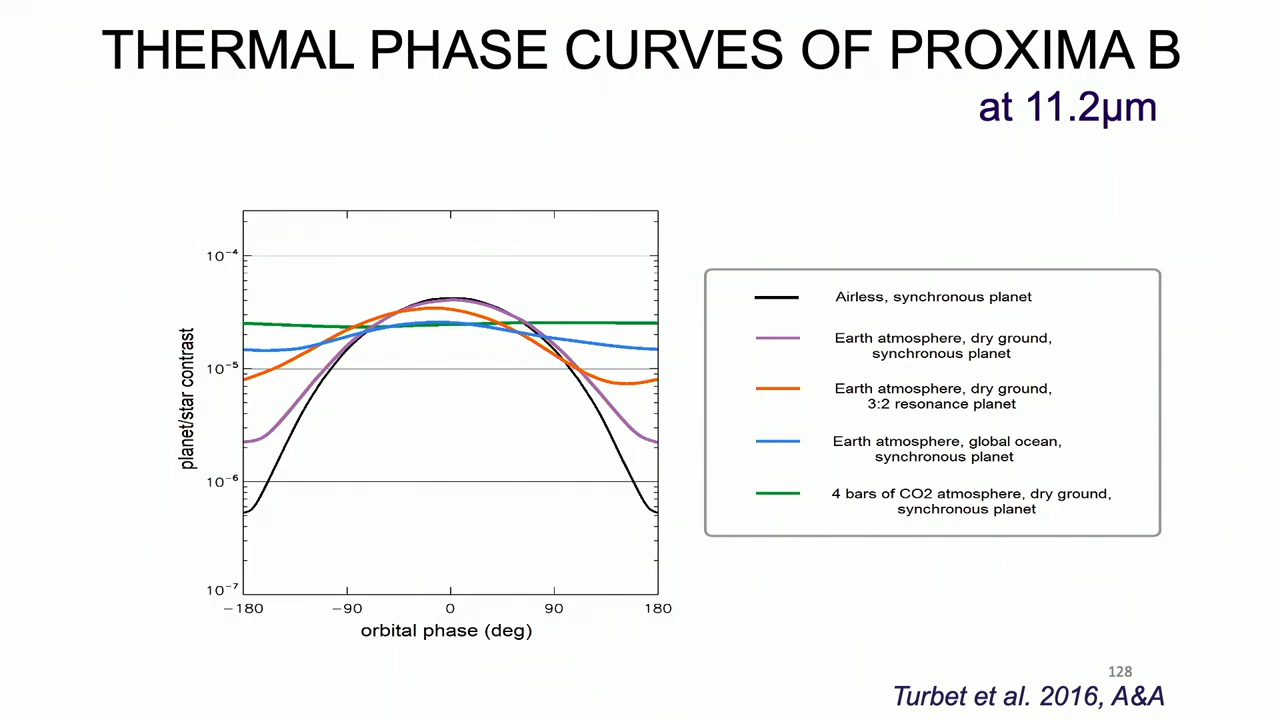 THERMAL PHASE CURVES OF PROXIMA B
at 11.2µm
planet/star contrast
10⁻⁴
10⁻⁵
10⁻⁶
10⁻⁷
−180
−90
0
90
180
orbital phase (deg)
Airless, synchronous planet
Earth atmosphere, dry ground,
synchronous planet
Earth atmosphere, dry ground,
3:2 resonance planet
Earth atmosphere, global ocean,
synchronous planet
4 bars of CO2 atmosphere, dry ground,
synchronous planet
128
Turbet et al. 2016, A&A